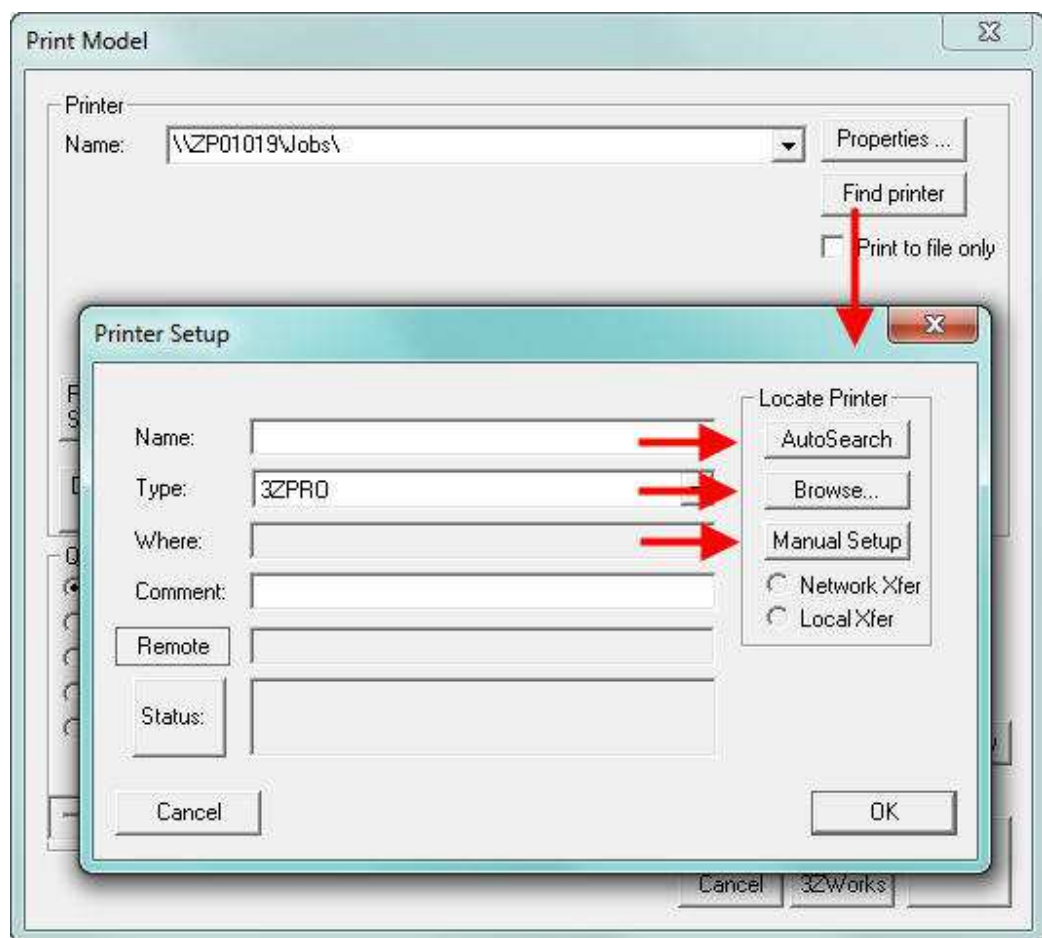 Print Model
Printer
Name: \\ZP01019\Jobs\ Properties ...
Find printer
Print to file only
Printer Setup
Locate Printer
Name: AutoSearch
Type: 3ZPRO Browse...
Where: Manual Setup
Comment: Network Xfer
Local Xfer
Remote
Status:
Cancel OK
Cancel 3ZWorks